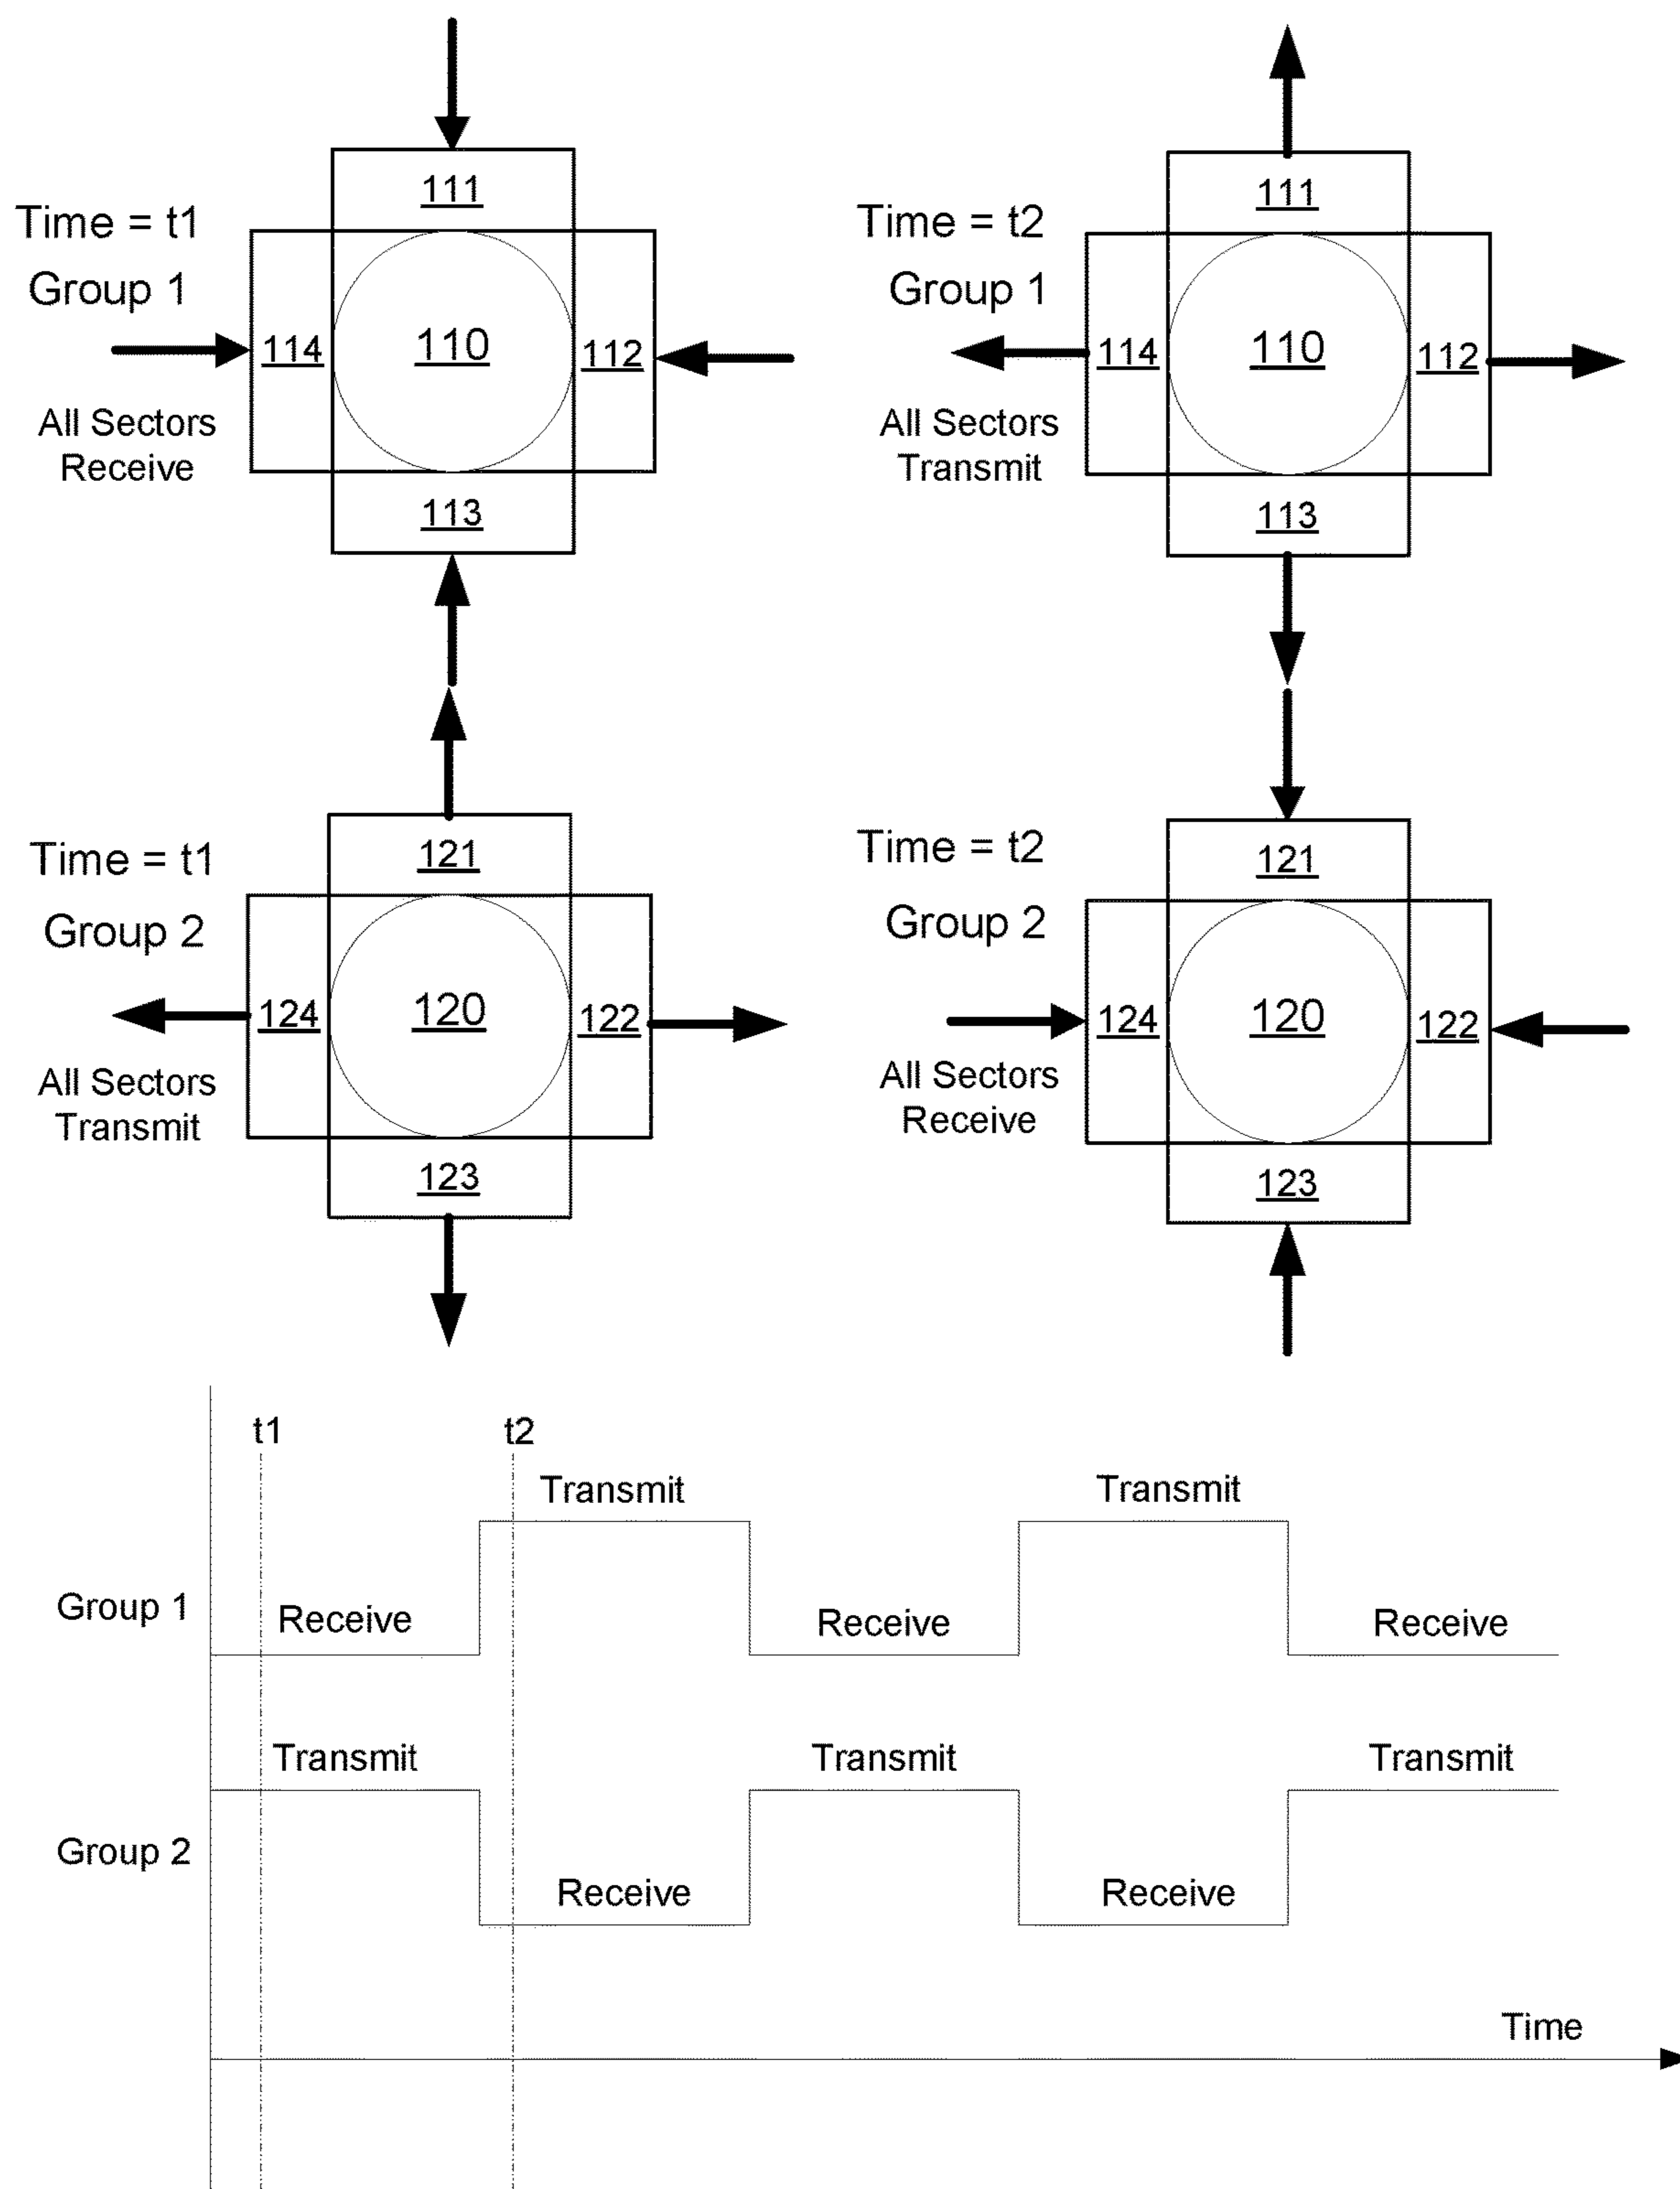 111
Time = t1
Group 1
114
110
112
All Sectors
Receive
113
111
Time = t2
Group 1
114
110
112
All Sectors
Transmit
113
121
Time = t1
Group 2
124
120
122
All Sectors
Transmit
123
Time = t2
121
Group 2
124
120
122
All Sectors
Receive
123
t1
t2
Transmit
Transmit
Group 1
Receive
Receive
Receive
Transmit
Transmit
Transmit
Group 2
Receive
Receive
Time